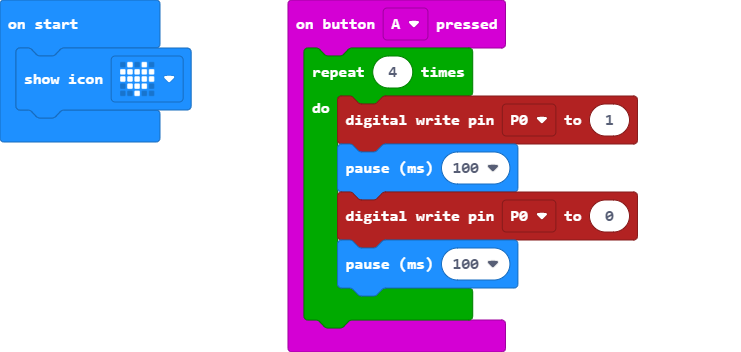 on start
show icon
on button A pressed
repeat 4 times
do
digital write pin P0 to 1
pause (ms) 100
digital write pin P0 to 0
pause (ms) 100